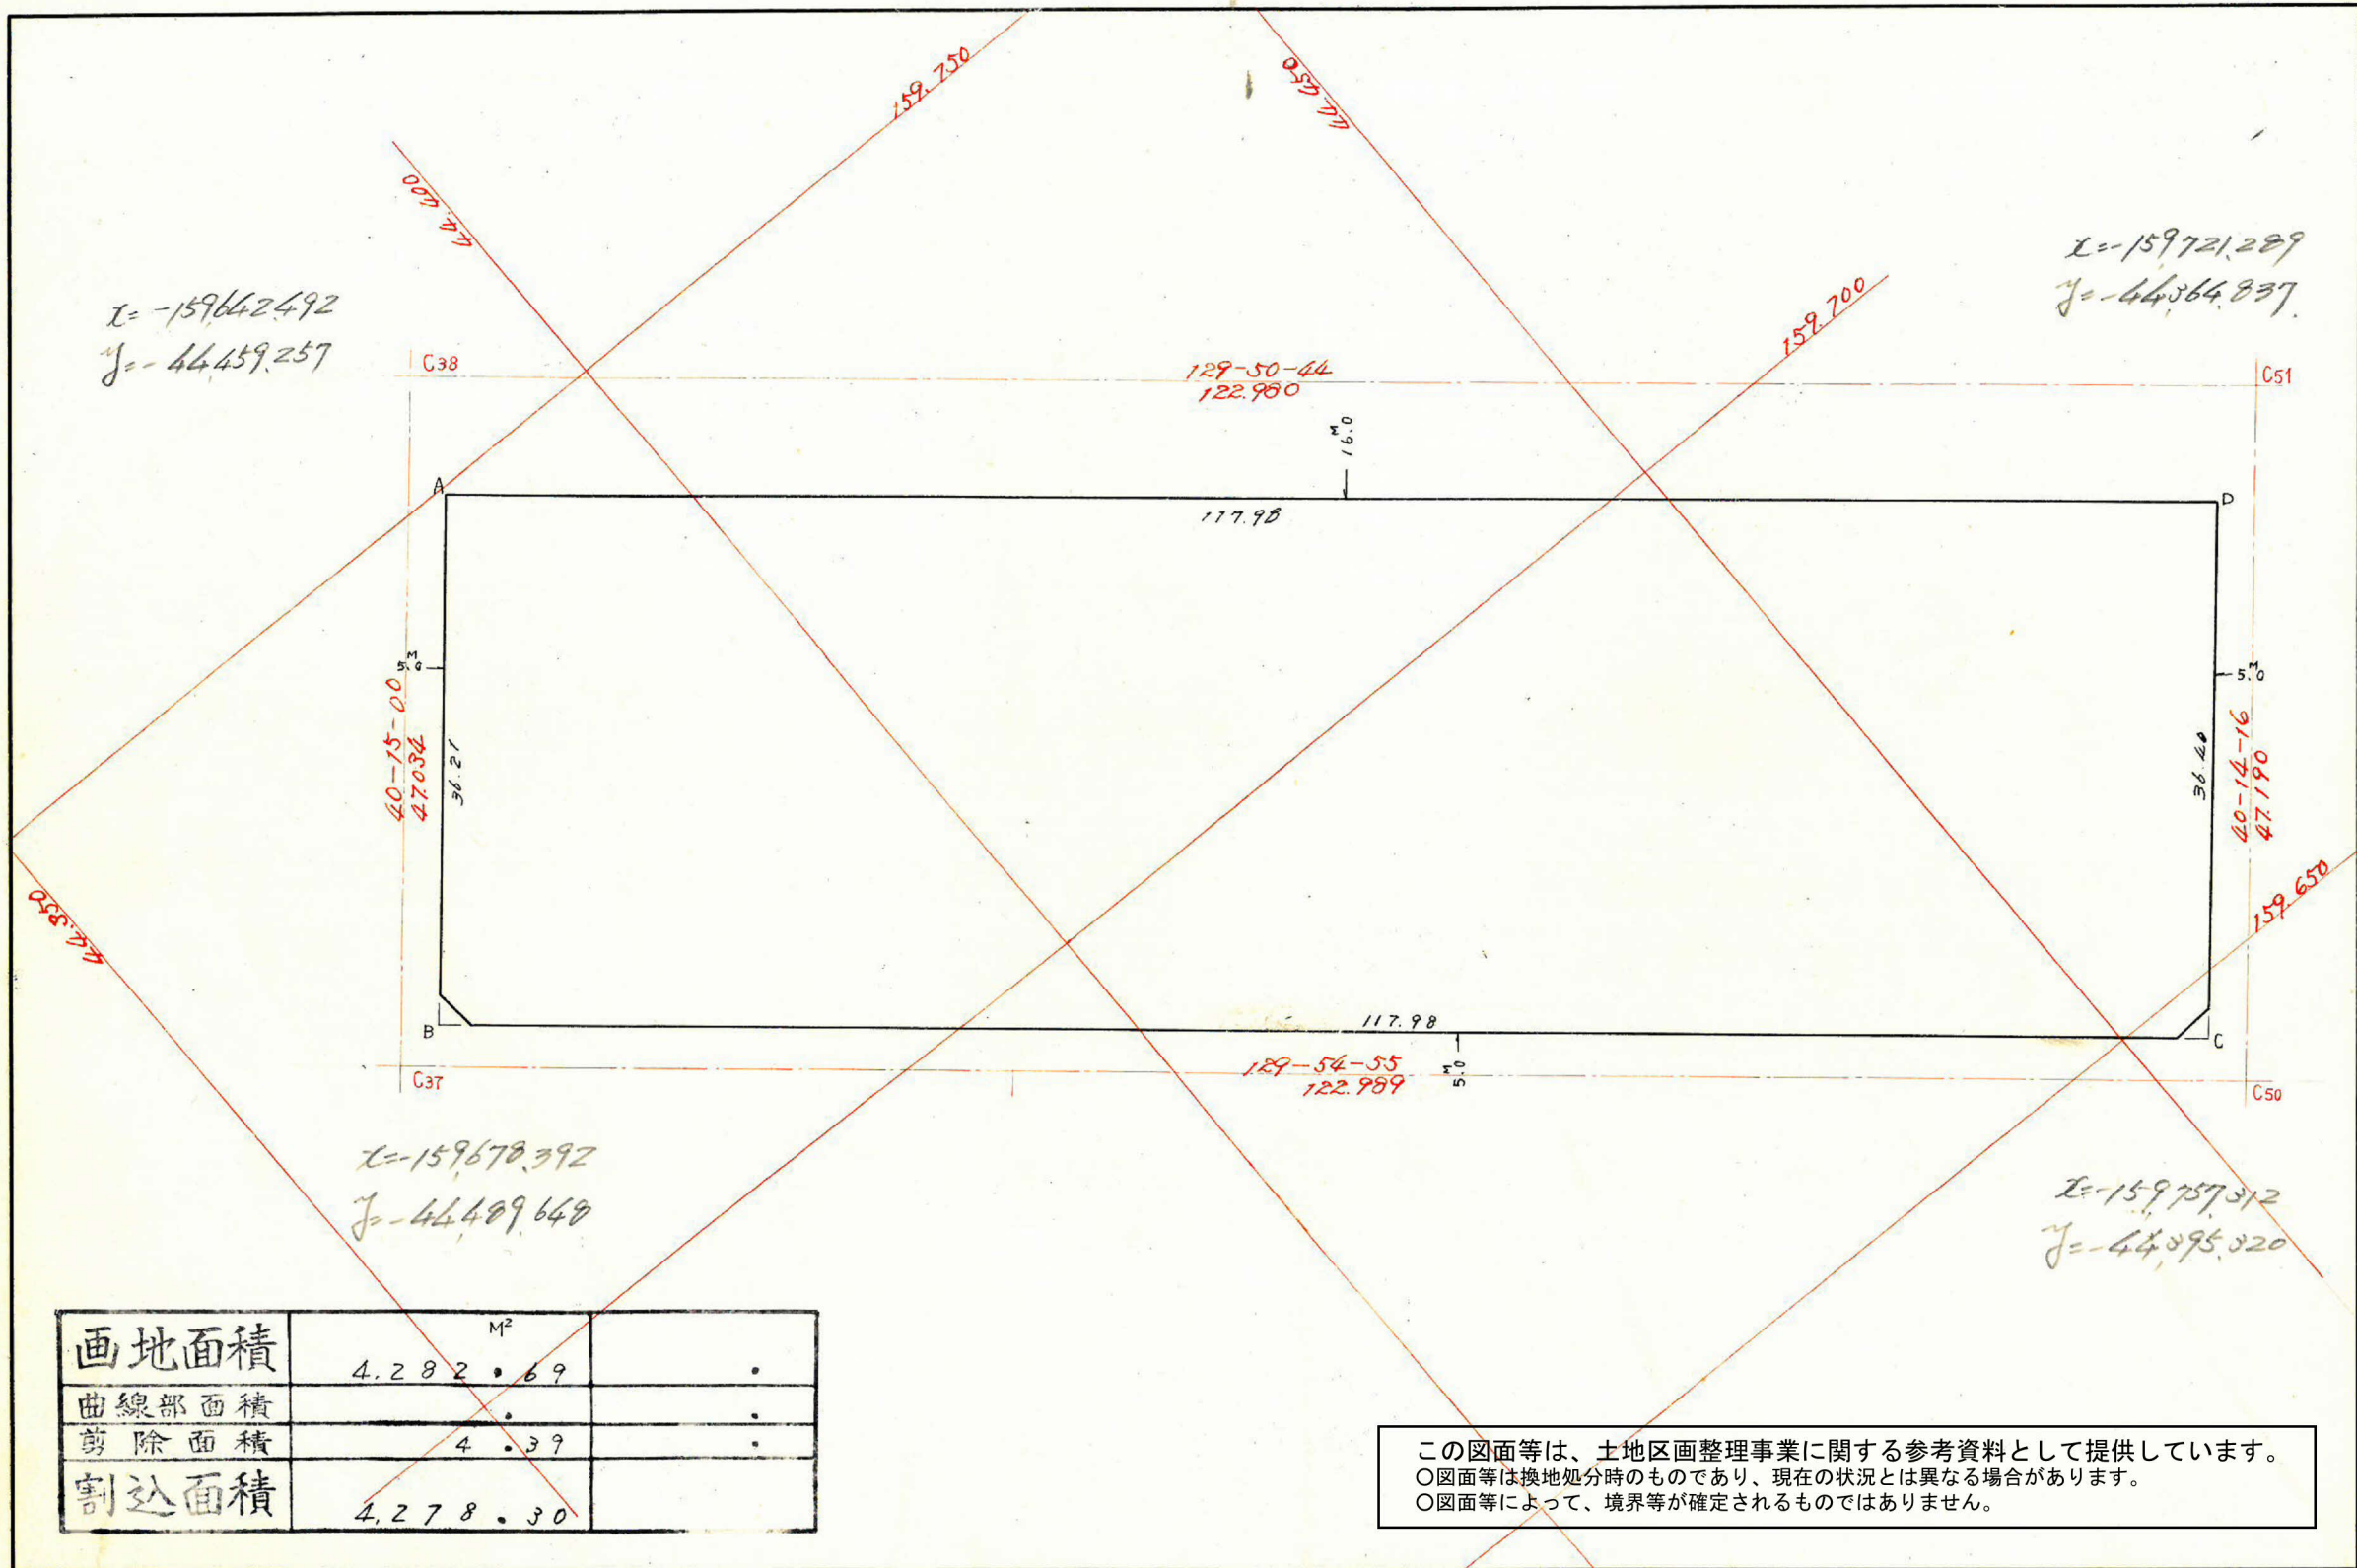 159.750
44.450
44.400
x=-159,721.289
y=-44,364.837.
x=-159,642.492
y=-44,459.257
159.700
C38
129-50-44
122.980
C51
M
16.0
A
D
117.98
M
5.0
M
5.0
40-15-00
47.034
36.21
36.40
40-14-16
47.190
44.350
159.650
117.98
B
C
C37
129-54-55
122.989
M
5.0
C50
x=-159,678.392
y=-44,489.648
x=-159,757.312
y=-44,395.320
画地面積 M² 4.282.69 .
曲線部面積 . .
剪除面積 4.39 .
割込面積 4.278.30
この図面等は、土地区画整理事業に関する参考資料として提供しています。
〇図面等は換地処分時のものであり、現在の状況とは異なる場合があります。
〇図面等によって、境界等が確定されるものではありません。